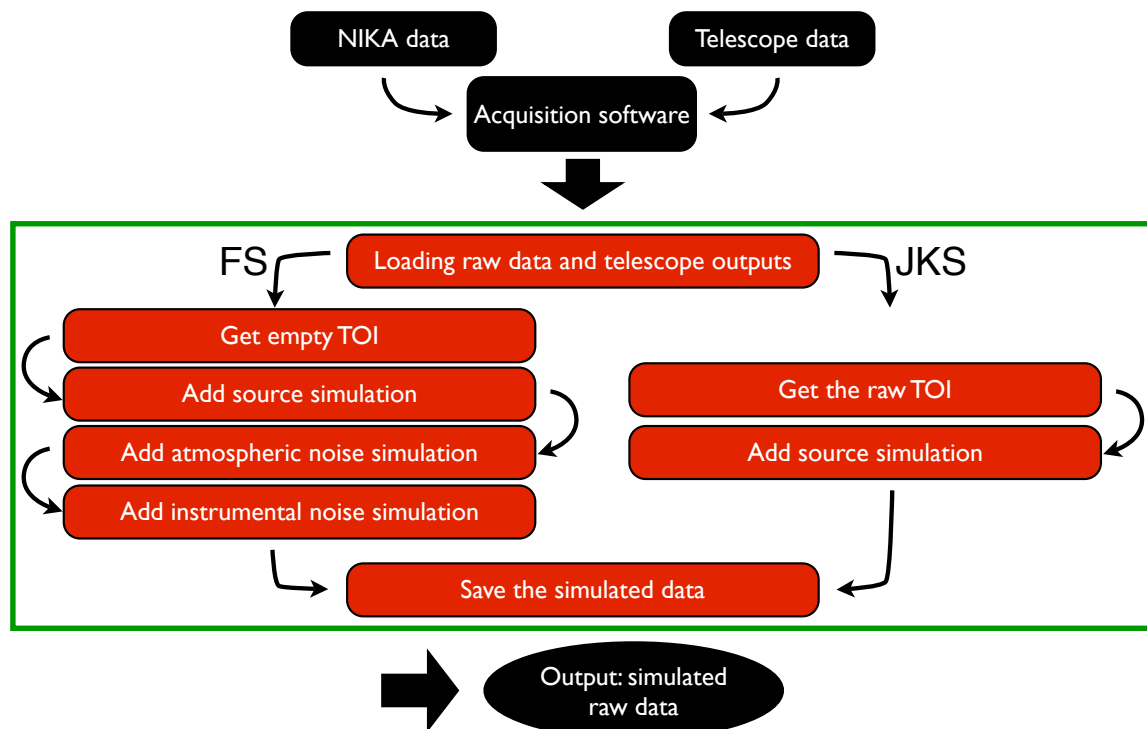 NIKA data
Telescope data
Acquisition software
FS
Loading raw data and telescope outputs
JKS
Get empty TOI
Add source simulation
Add atmospheric noise simulation
Add instrumental noise simulation
Get the raw TOI
Add source simulation
Save the simulated data
Output: simulated
raw data